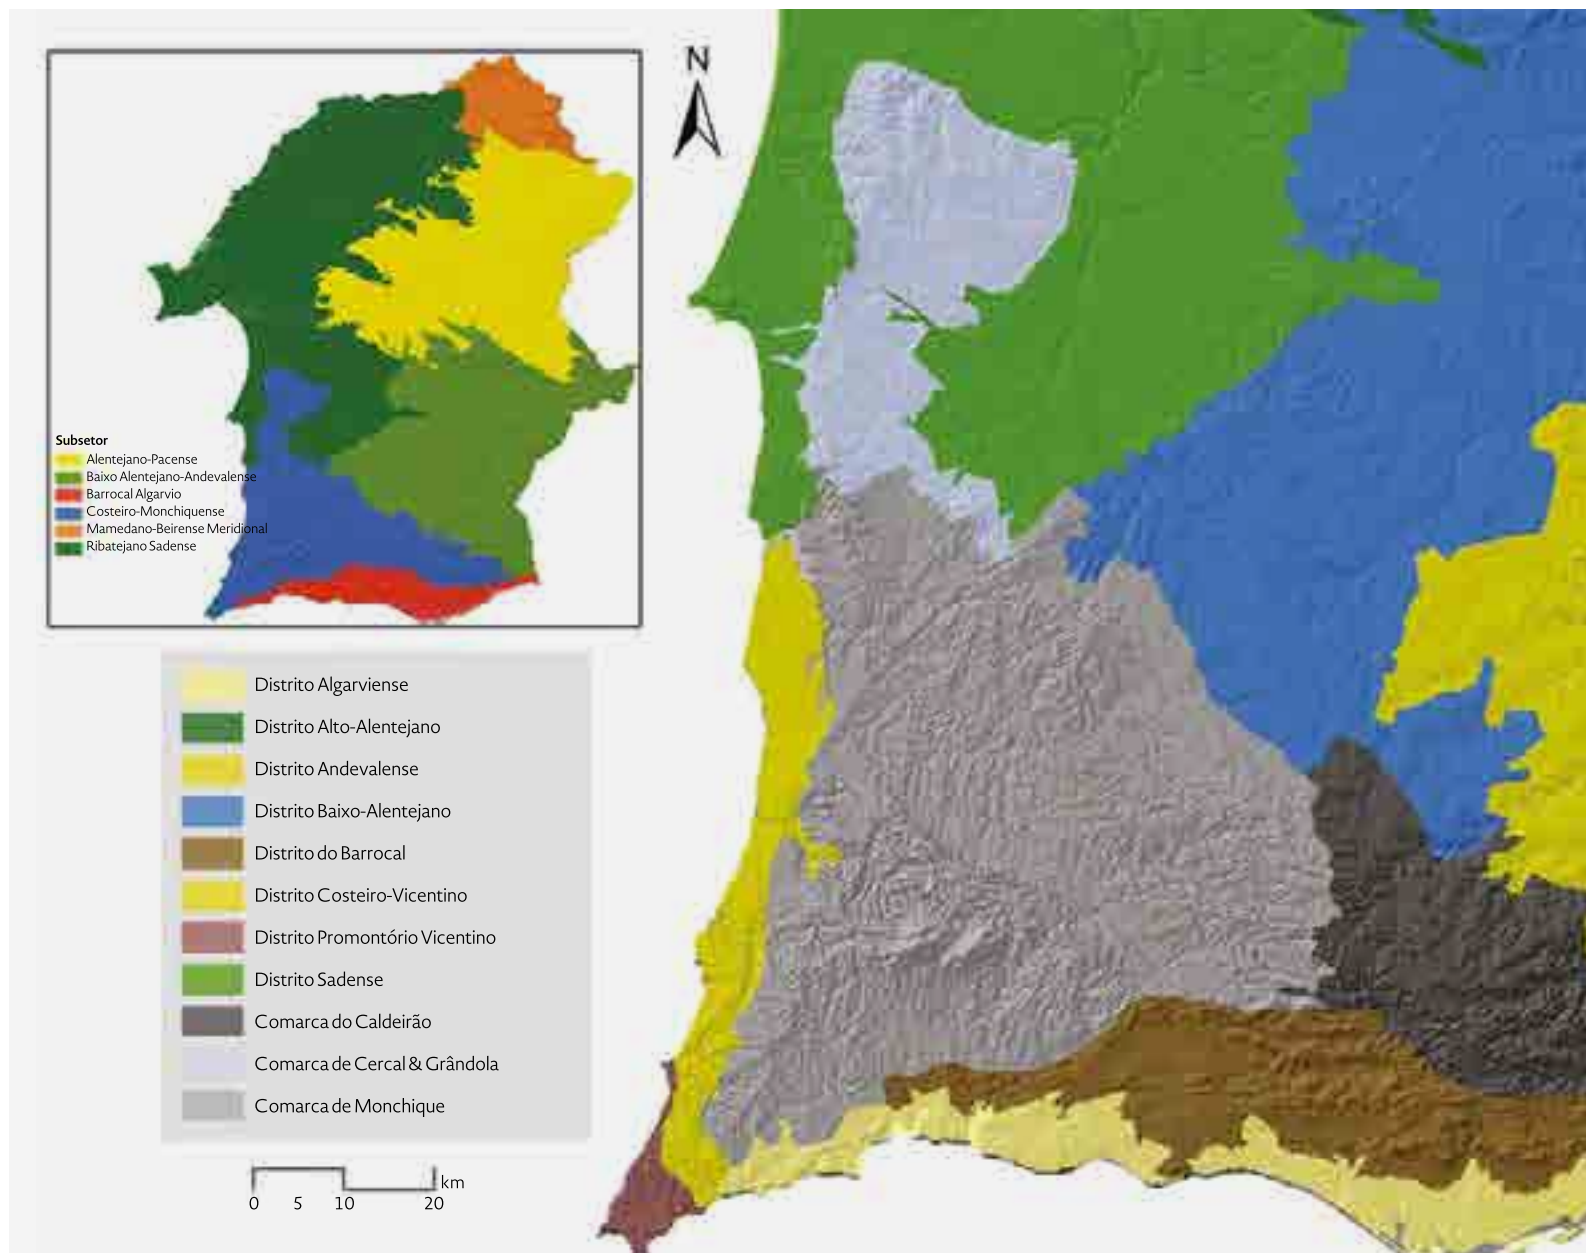 N
Subsetor
Alentejano-Pacense
Baixo Alentejano-Andevalense
Barrocal Algarvio
Costeiro-Monchiquense
Mamedano-Beirense Meridional
Ribatejano Sadense
Distrito Algarviense
Distrito Alto-Alentejano
Distrito Andevalense
Distrito Baixo-Alentejano
Distrito do Barrocal
Distrito Costeiro-Vicentino
Distrito Promontório Vicentino
Distrito Sadense
Comarca do Caldeirão
Comarca de Cercal & Grândola
Comarca de Monchique
km
0 5 10 20